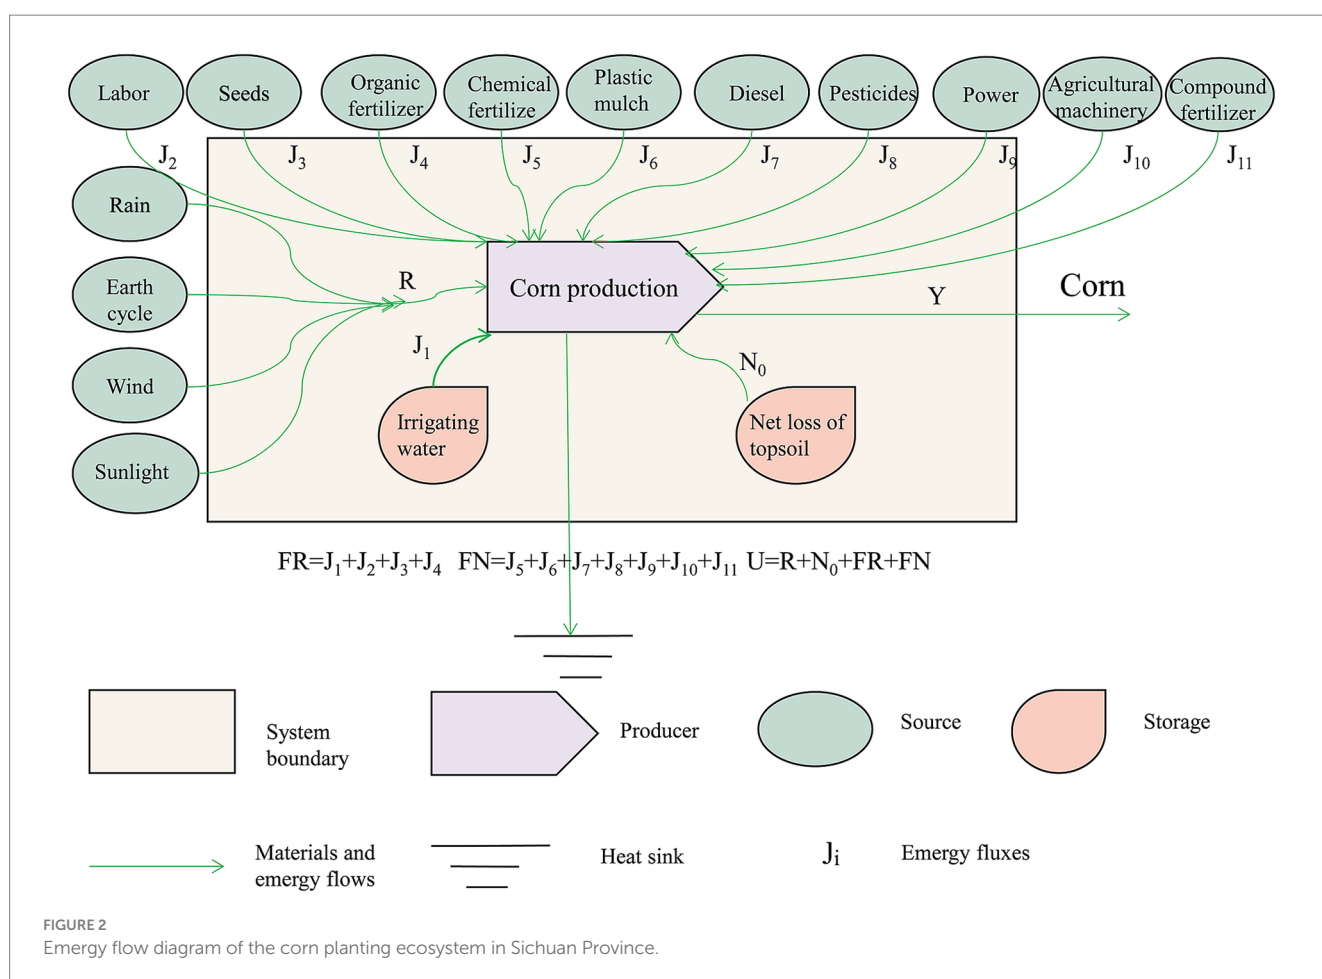 Labor
Seeds
Organic
fertilizer
Chemical
fertilize
Plastic
mulch
Diesel
Pesticides
Power
Agricultural
machinery
Compound
fertilizer
J2
J3
J4
J5
J6
J7
J8
J9
J10
J11
Rain
Earth
cycle
Wind
Sunlight
R
Corn production
Y
Corn
J1
N0
Irrigating
water
Net loss of
topsoil
FR=J1+J2+J3+J4 FN=J5+J6+J7+J8+J9+J10+J11 U=R+N0+FR+FN
System
boundary
Producer
Source
Storage
Materials and
emergy flows
Heat sink
Ji
Emergy fluxes
FIGURE 2
Emergy flow diagram of the corn planting ecosystem in Sichuan Province.